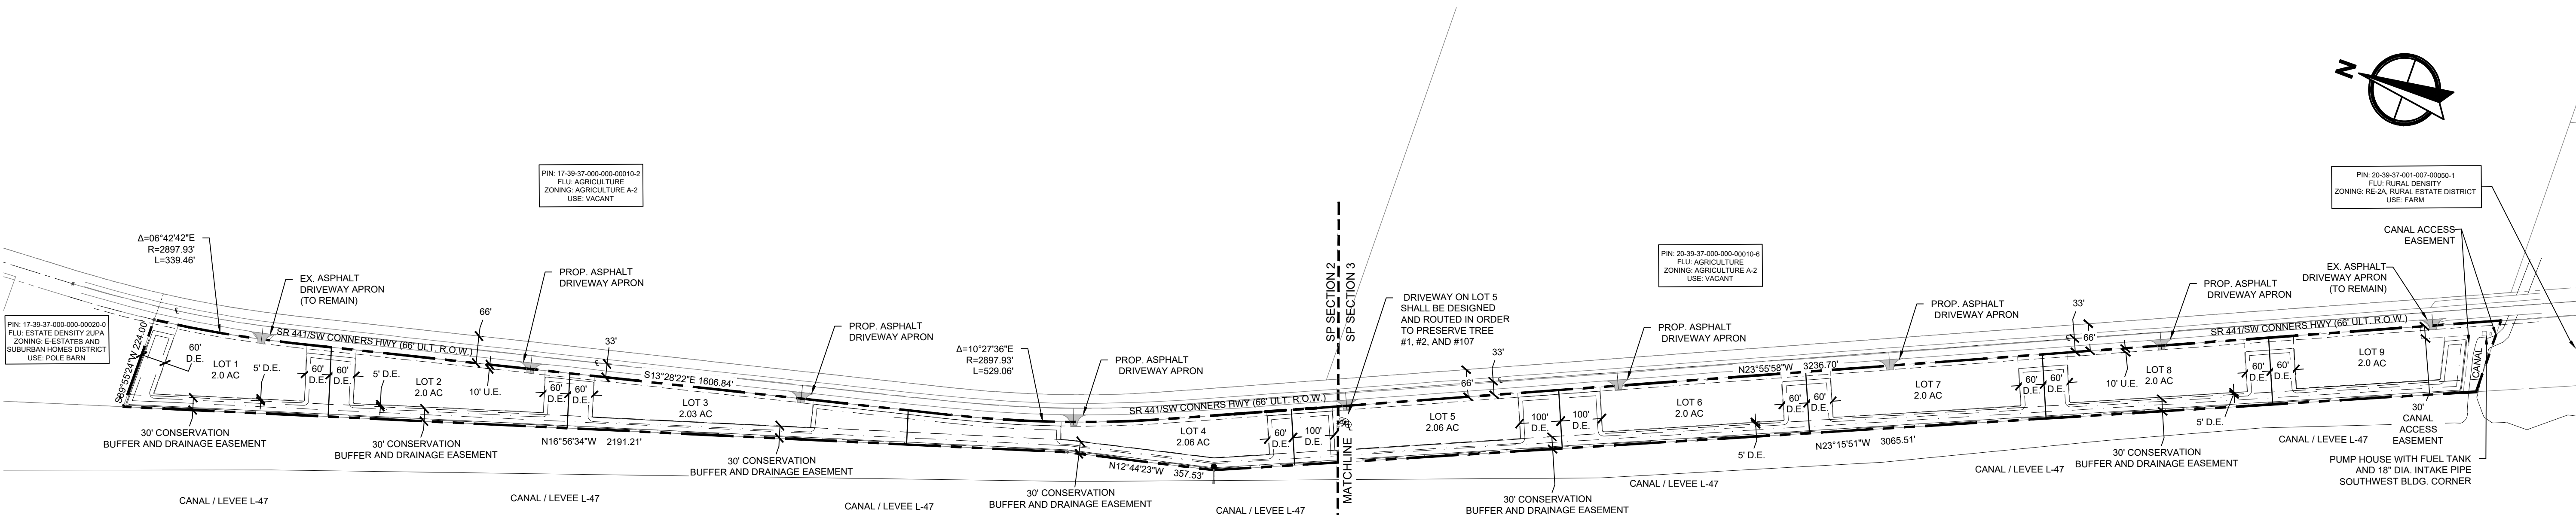 N
PIN: 17-39-37-000-000-00010-2
FLU: AGRICULTURE
ZONING: AGRICULTURE A-2
USE: VACANT
PIN: 20-39-37-001-007-00050-1
FLU: RURAL DENSITY
ZONING: RE-2A, RURAL ESTATE DISTRICT
USE: FARM
PIN: 17-39-37-000-000-00020-0
FLU: ESTATE DENSITY 2UPA
ZONING: E-ESTATES AND
SUBURBAN HOMES DISTRICT
USE: POLE BARN
PIN: 20-39-37-000-000-00010-6
FLU: AGRICULTURE
ZONING: AGRICULTURE A-2
USE: VACANT
Δ=06°42'42"E
R=2897.93'
L=339.46'
EX. ASPHALT
DRIVEWAY APRON
(TO REMAIN)
66'
PROP. ASPHALT
DRIVEWAY APRON
33'
PROP. ASPHALT
DRIVEWAY APRON
Δ=10°27'36"E
R=2897.93'
L=529.06'
PROP. ASPHALT
DRIVEWAY APRON
SP SECTION 2
SP SECTION 3
MATCHLINE
DRIVEWAY ON LOT 5
SHALL BE DESIGNED
AND ROUTED IN ORDER
TO PRESERVE TREE
#1, #2, AND #107
33'
66'
PROP. ASPHALT
DRIVEWAY APRON
PROP. ASPHALT
DRIVEWAY APRON
33'
66'
PROP. ASPHALT
DRIVEWAY APRON
EX. ASPHALT
DRIVEWAY APRON
(TO REMAIN)
CANAL ACCESS
EASEMENT
S69°55'24"W 224.00'
SR 441/SW CONNERS HWY (66' ULT. R.O.W.)
S13°28'22"E 1606.84'
SR 441/SW CONNERS HWY (66' ULT. R.O.W.)
N23°55'58"W 3236.70'
SR 441/SW CONNERS HWY (66' ULT. R.O.W.)
60'
D.E.
LOT 1
2.0 AC
5' D.E.
60'
D.E.
60'
D.E.
5' D.E.
LOT 2
2.0 AC
10' U.E.
60'
D.E.
60'
D.E.
LOT 3
2.03 AC
LOT 4
2.06 AC
60'
D.E.
100'
D.E.
LOT 5
2.06 AC
100'
D.E.
100'
D.E.
LOT 6
2.0 AC
5' D.E.
60'
D.E.
60'
D.E.
LOT 7
2.0 AC
60'
D.E.
60'
D.E.
10' U.E.
LOT 8
2.0 AC
5' D.E.
60'
D.E.
60'
D.E.
LOT 9
2.0 AC
CANAL
30'
CANAL
ACCESS
EASEMENT
30' CONSERVATION
BUFFER AND DRAINAGE EASEMENT
30' CONSERVATION
BUFFER AND DRAINAGE EASEMENT
N16°56'34"W 2191.21'
30' CONSERVATION
BUFFER AND DRAINAGE EASEMENT
N12°44'23"W 357.53'
30' CONSERVATION
BUFFER AND DRAINAGE EASEMENT
30' CONSERVATION
BUFFER AND DRAINAGE EASEMENT
N23°15'51"W 3065.51'
30' CONSERVATION
BUFFER AND DRAINAGE EASEMENT
PUMP HOUSE WITH FUEL TANK
AND 18" DIA. INTAKE PIPE
SOUTHWEST BLDG. CORNER
CANAL / LEVEE L-47
CANAL / LEVEE L-47
CANAL / LEVEE L-47
CANAL / LEVEE L-47
CANAL / LEVEE L-47
CANAL / LEVEE L-47
CANAL / LEVEE L-47